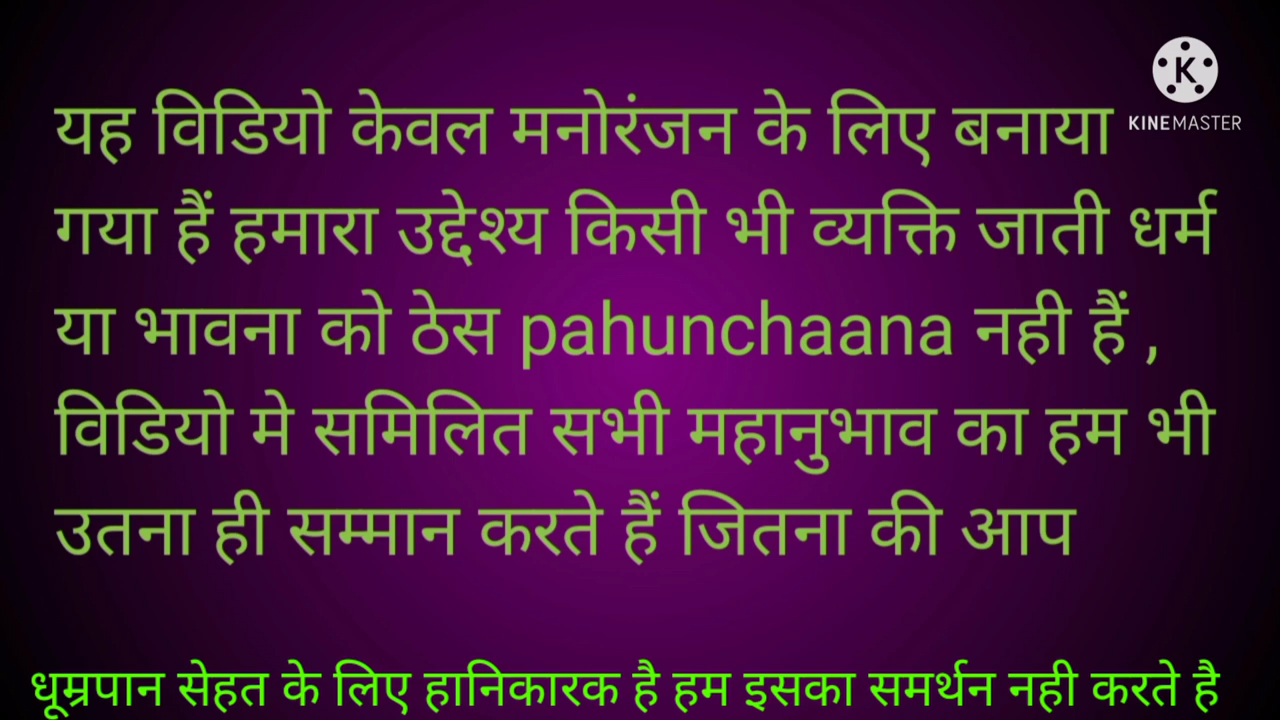 यह विडियो केवल मनोरंजन के लिए बनाया
गया हैं हमारा उद्देश्य किसी भी व्यक्ति जाती धर्म
या भावना को ठेस pahunchaana नही हैं ,
विडियो मे समिलित सभी महानुभाव का हम भी
उतना ही सम्मान करते हैं जितना की आप
धूम्रपान सेहत के लिए हानिकारक है हम इसका समर्थन नही करते है
K
KINEMASTER